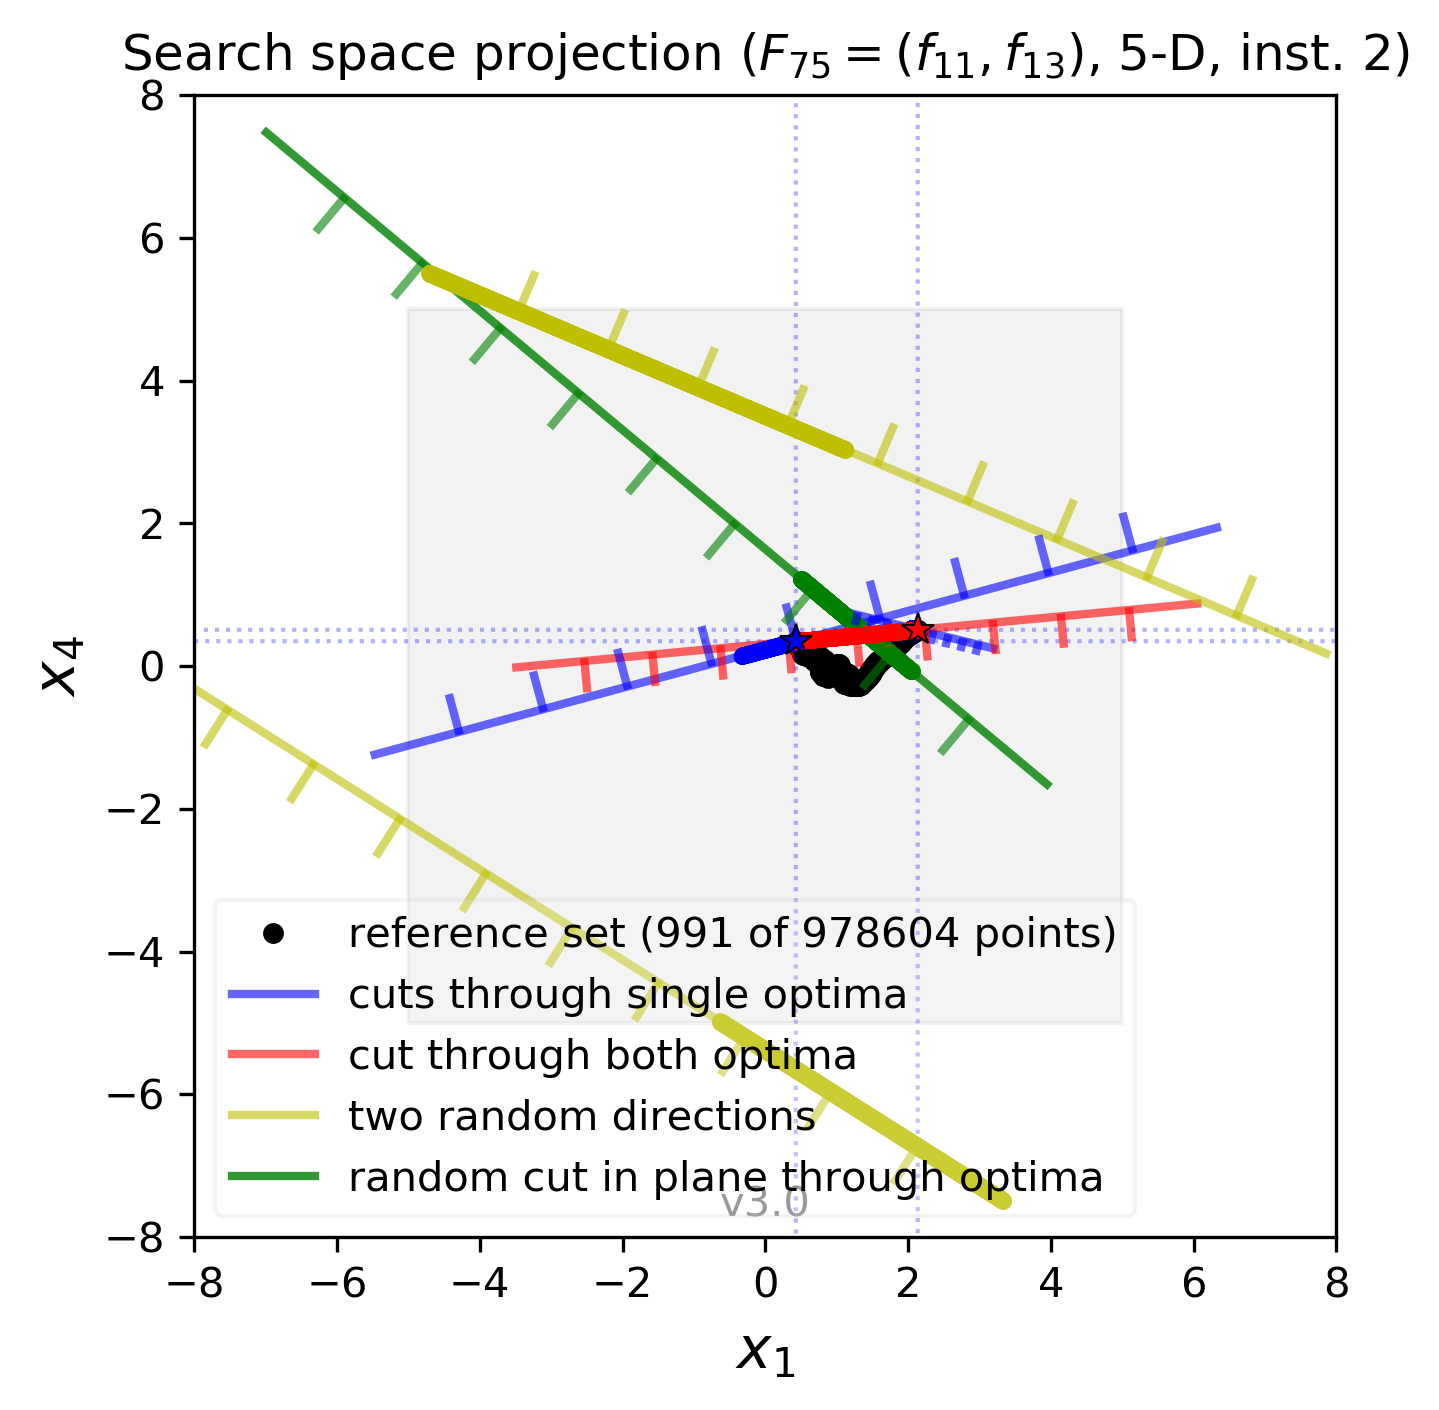 Search space projection (F75 = (f11, f13), 5-D, inst. 2)
8
6
4
2
0
−2
−4
−6
−8
x4
reference set (991 of 978604 points)
cuts through single optima
cut through both optima
two random directions
random cut in plane through optima
v3.0
−8 −6 −4 −2 0 2 4 6 8
x1